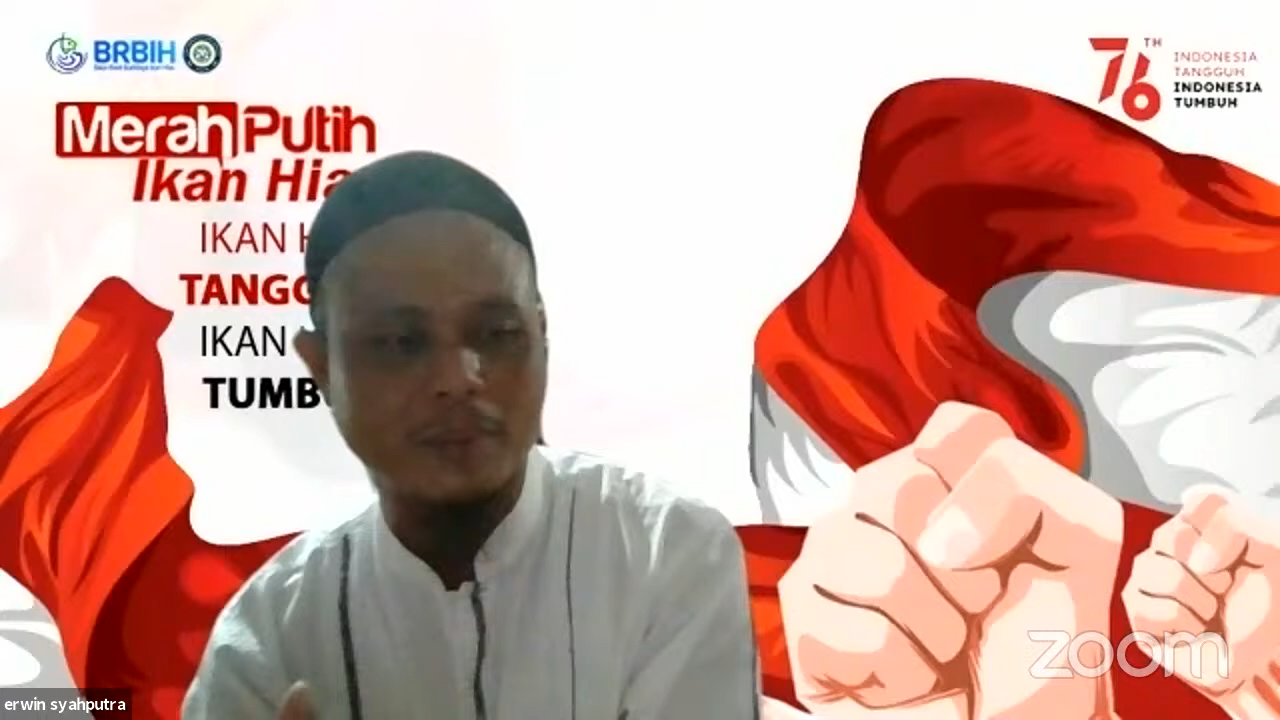 BRBIH
76 TH
INDONESIA
TANGGUH
INDONESIA
TUMBUH
Merah Putih
Ikan Hia
IKAN H
TANGG
IKAN
TUMB
zoom
erwin syahputra